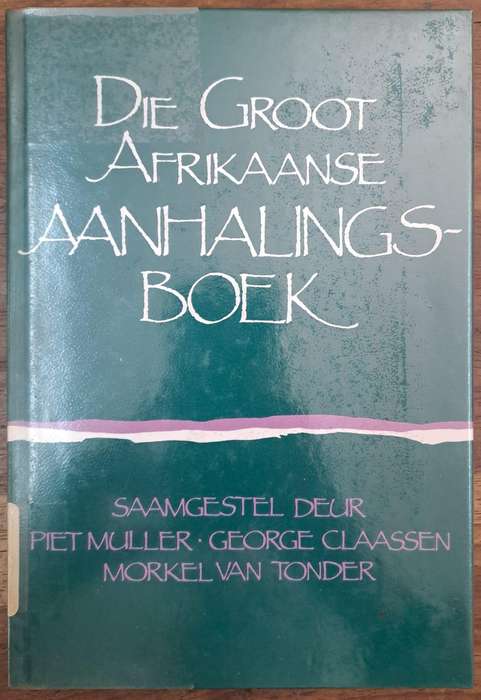 DIE GROOT
AFRIKAANSE
AANHALINGS-
BOEK
SAAMGESTEL DEUR
PIET MULLER · GEORGE CLAASSEN
MORKEL VAN TONDER